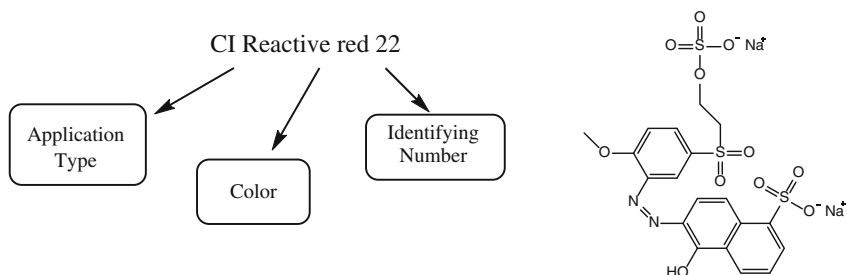 CI Reactive red 22
Application
Type
Color
Identifying
Number
O
O S O⁻ Na⁺
O
O
S O
O
O
O
S O⁻ Na⁺
O
N
N
HO